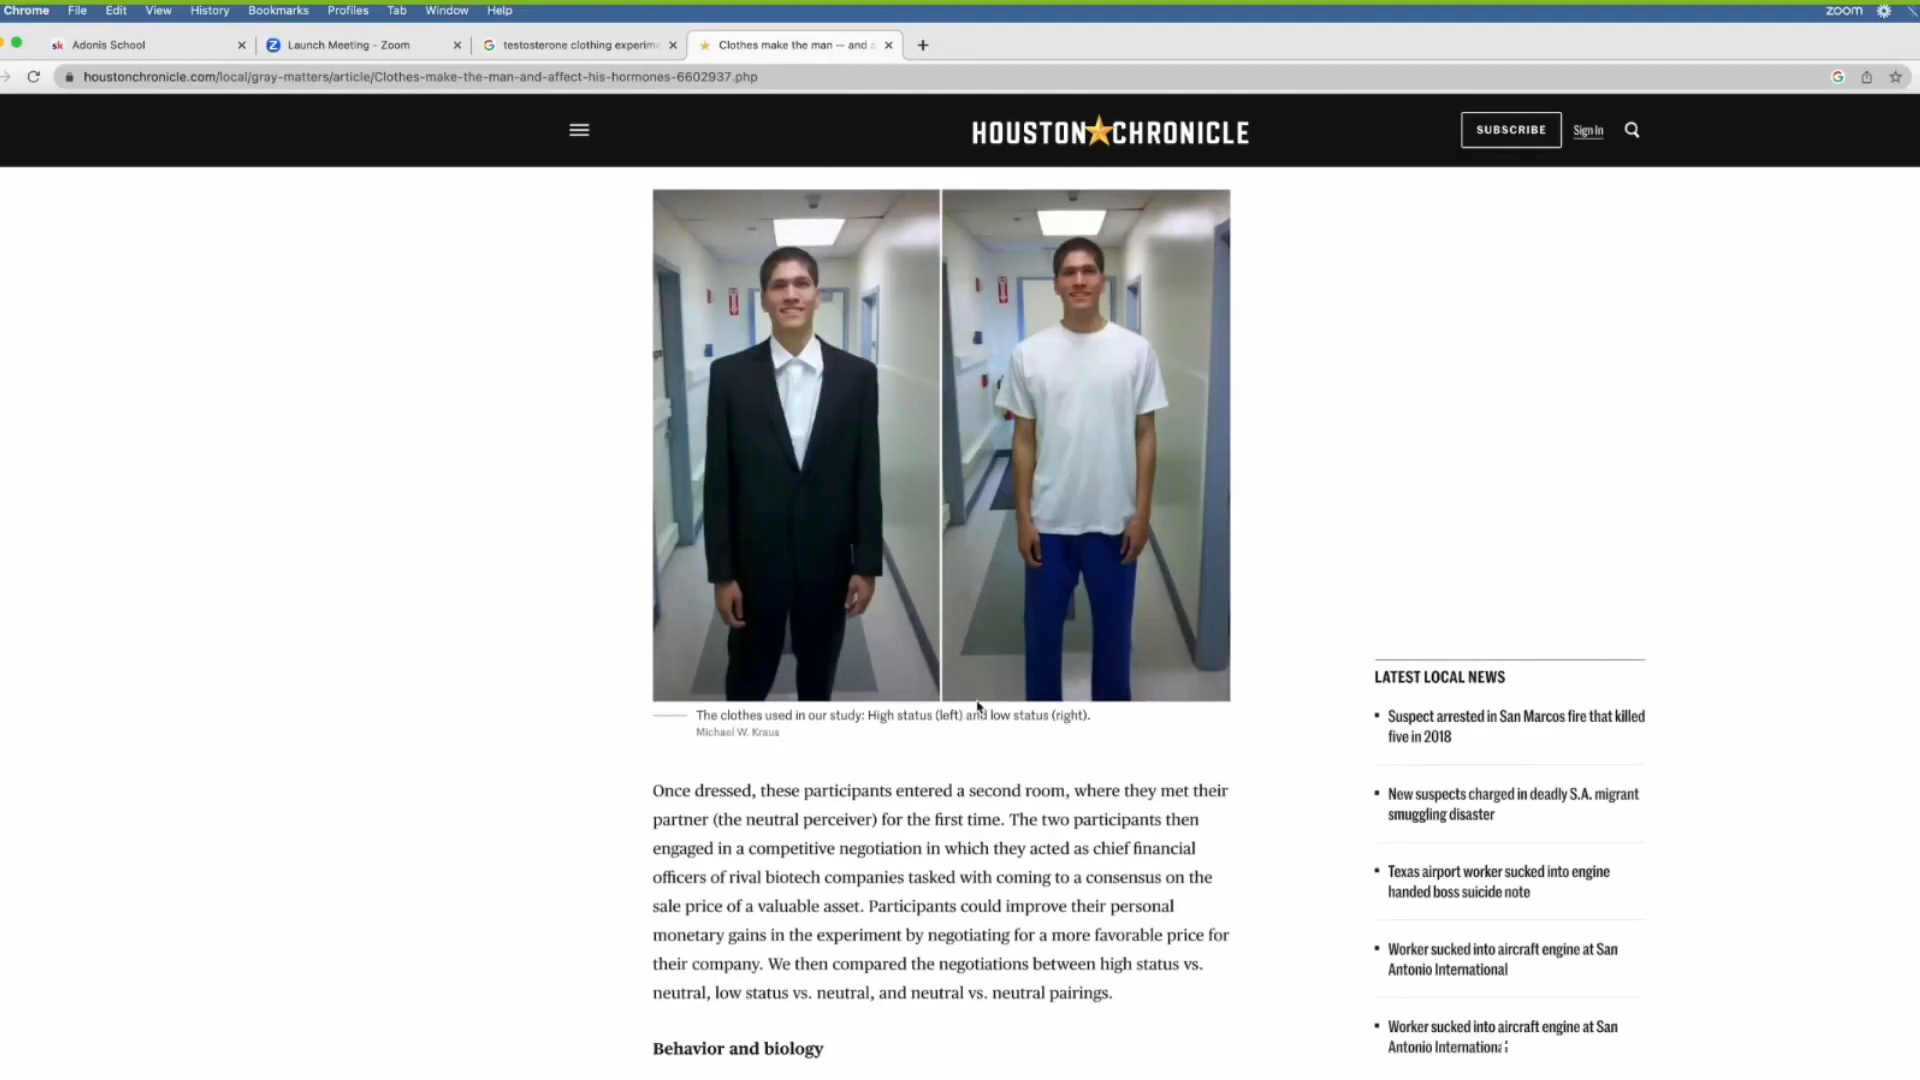 Chrome File Edit View History Bookmarks Profiles Tab Window Help zoom
sk Adonis School Launch Meeting - Zoom testosterone clothing experim Clothes make the man — and a
houstonchronicle.com/local/gray-matters/article/Clothes-make-the-man-and-affect-his-hormones-6602937.php
HOUSTON CHRONICLE SUBSCRIBE Sign In
The clothes used in our study: High status (left) and low status (right).
Michael W. Kraus
Once dressed, these participants entered a second room, where they met their
partner (the neutral perceiver) for the first time. The two participants then
engaged in a competitive negotiation in which they acted as chief financial
officers of rival biotech companies tasked with coming to a consensus on the
sale price of a valuable asset. Participants could improve their personal
monetary gains in the experiment by negotiating for a more favorable price for
their company. We then compared the negotiations between high status vs.
neutral, low status vs. neutral, and neutral vs. neutral pairings.
Behavior and biology
LATEST LOCAL NEWS
Suspect arrested in San Marcos fire that killed
five in 2018
New suspects charged in deadly S.A. migrant
smuggling disaster
Texas airport worker sucked into engine
handed boss suicide note
Worker sucked into aircraft engine at San
Antonio International
Worker sucked into aircraft engine at San
Antonio International